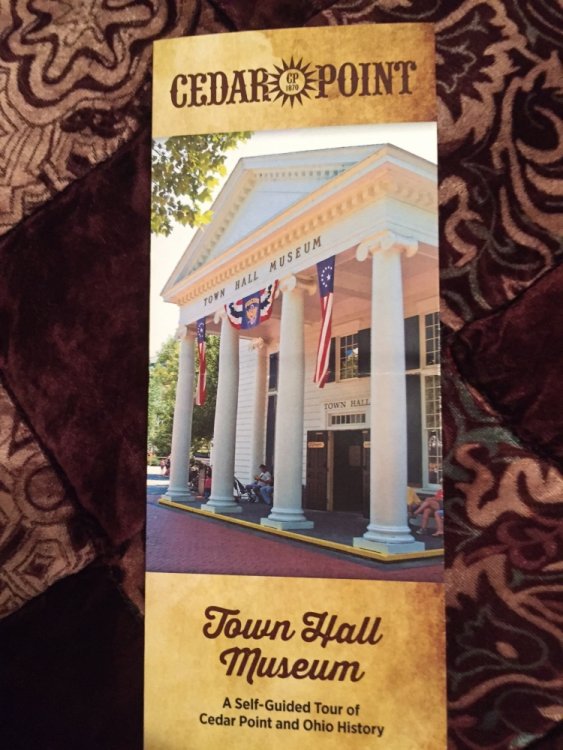 CEDAR CP 1870 POINT
TOWN HALL MUSEUM
TOWN HALL
Town Hall
Museum
A Self-Guided Tour of
Cedar Point and Ohio History